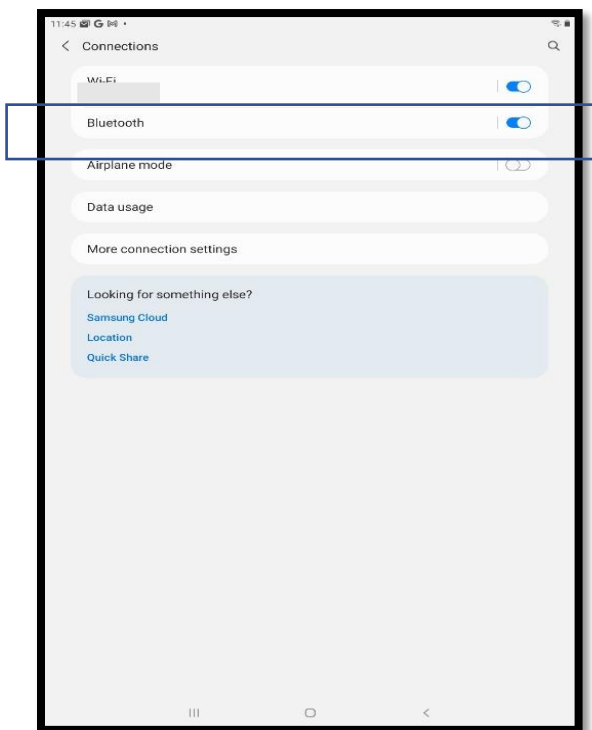 11:45
Connections
Wi-Fi
Bluetooth
Airplane mode
Data usage
More connection settings
Looking for something else?
Samsung Cloud
Location
Quick Share